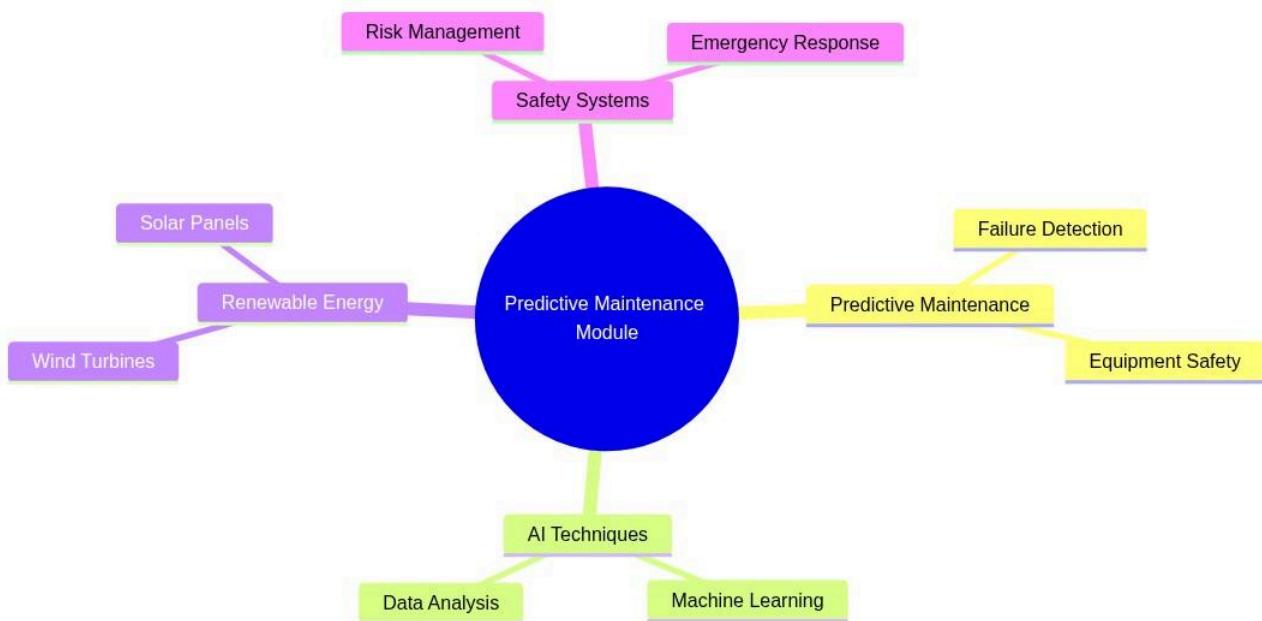 Risk Management
Emergency Response
Safety Systems
Solar Panels
Renewable Energy
Wind Turbines
Predictive Maintenance
Module
Failure Detection
Predictive Maintenance
Equipment Safety
AI Techniques
Data Analysis
Machine Learning